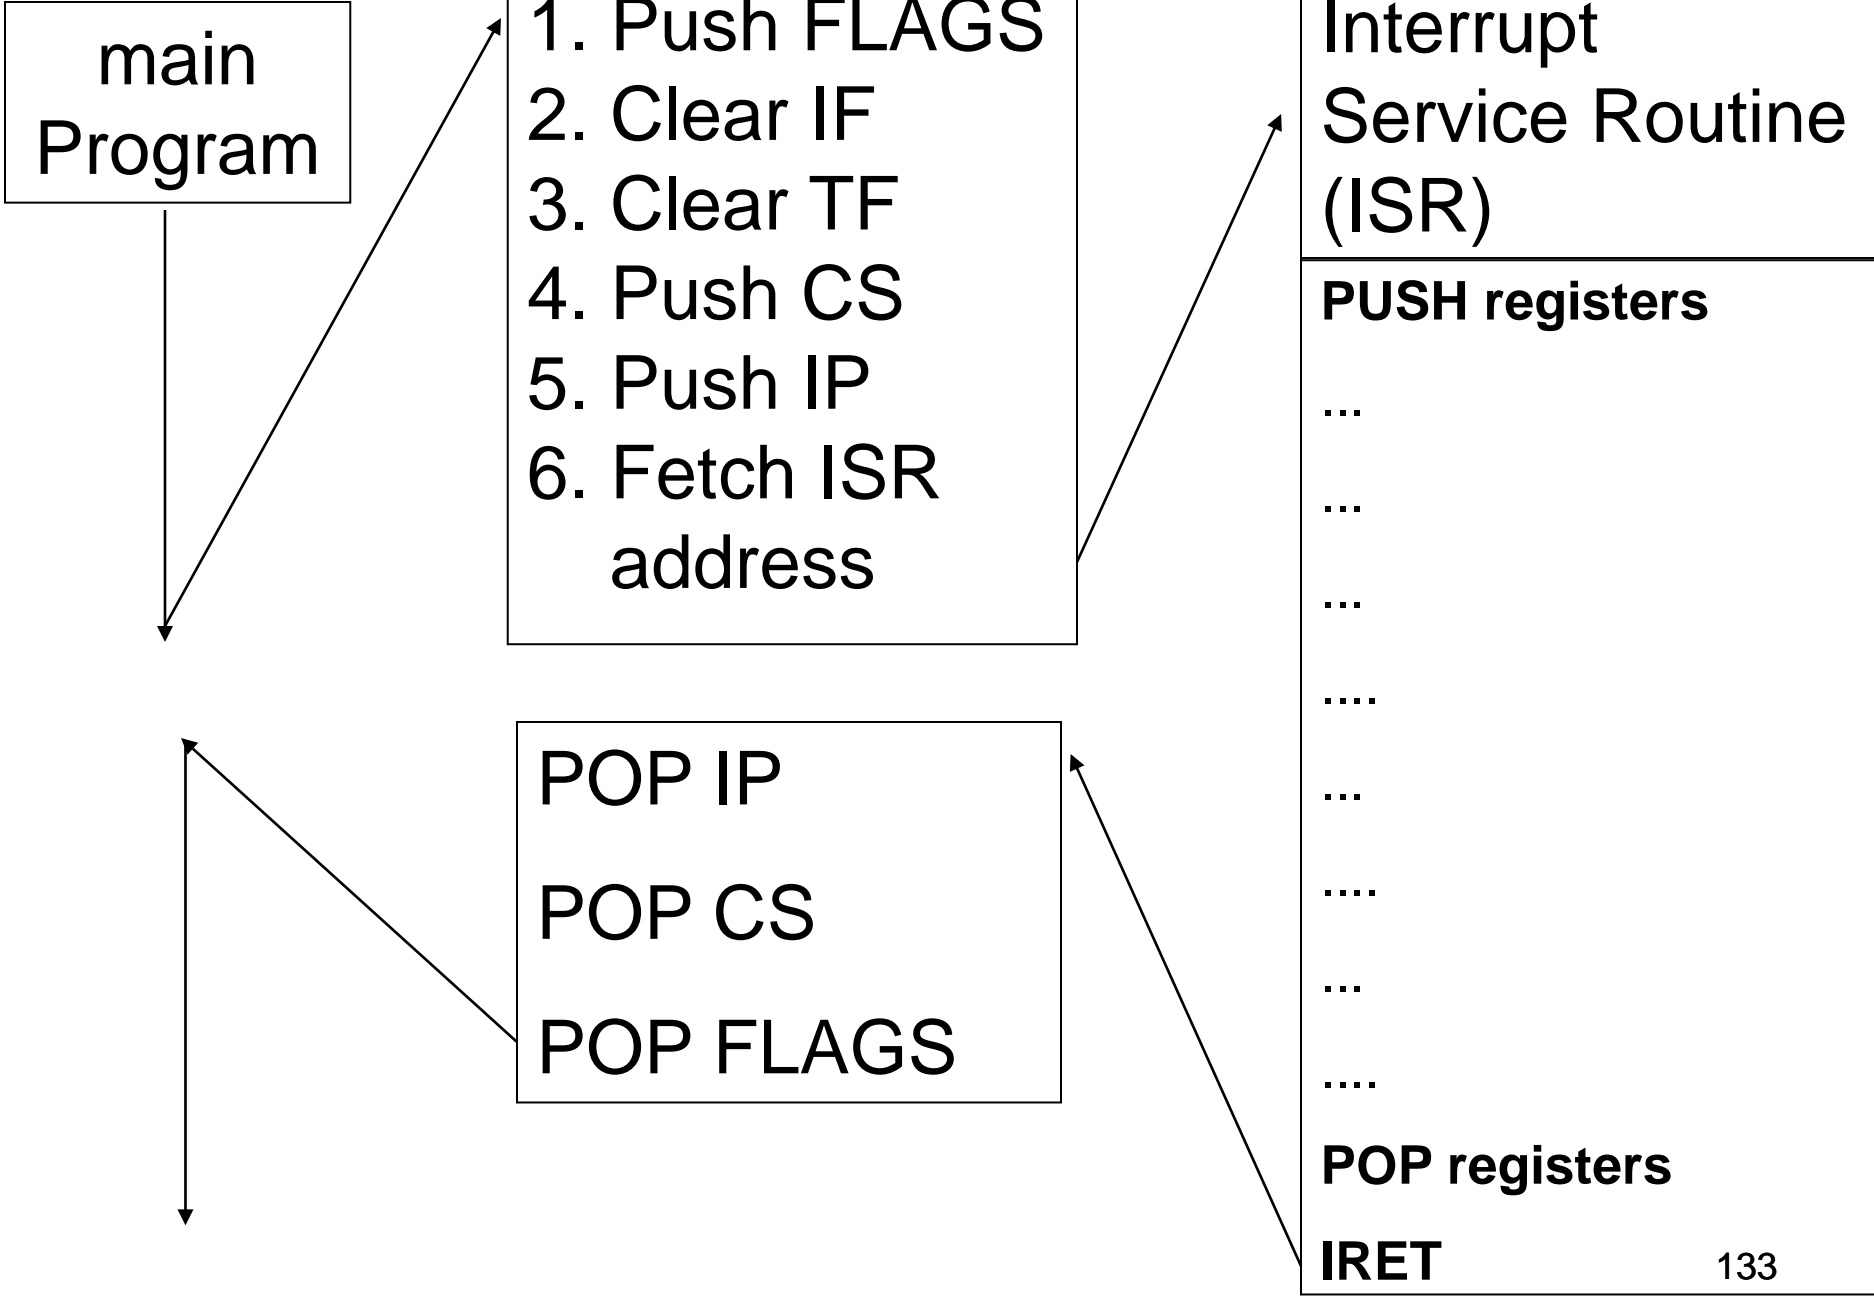 main
Program
1. Push FLAGS
2. Clear IF
3. Clear TF
4. Push CS
5. Push IP
6. Fetch ISR
address
Interrupt
Service Routine
(ISR)
PUSH registers
...
...
...
....
...
....
...
....
POP registers
IRET
POP IP
POP CS
POP FLAGS
133